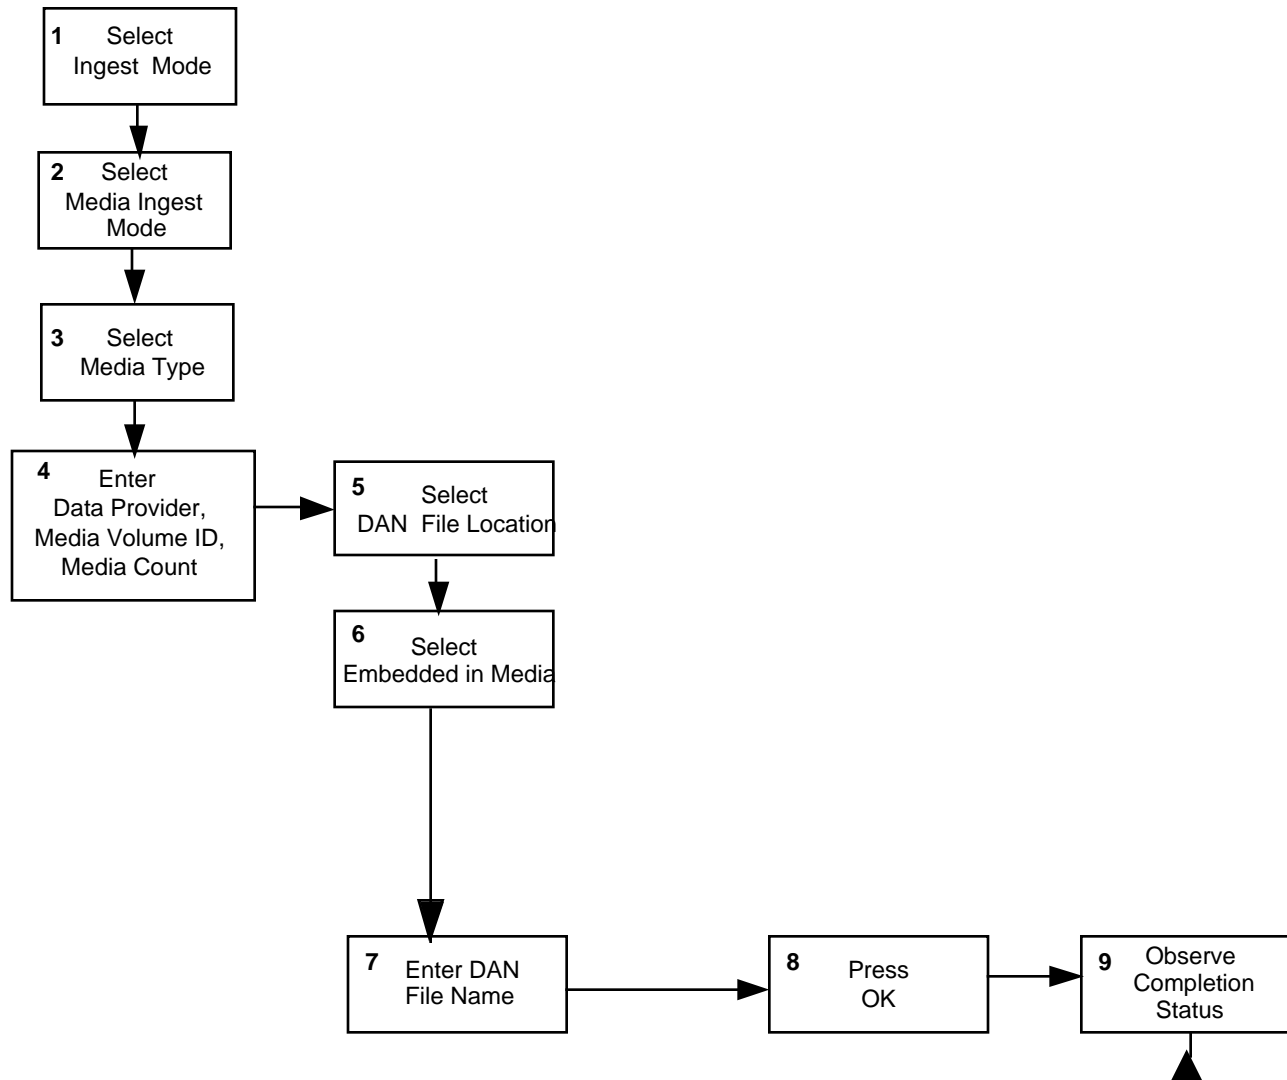 1 Select
Ingest Mode
2 Select
Media Ingest
Mode
3 Select
Media Type
4 Enter
Data Provider,
Media Volume ID,
Media Count
5 Select
DAN File Location
6 Select
Embedded in Media
7 Enter DAN
File Name
8 Press
OK
9 Observe
Completion
Status